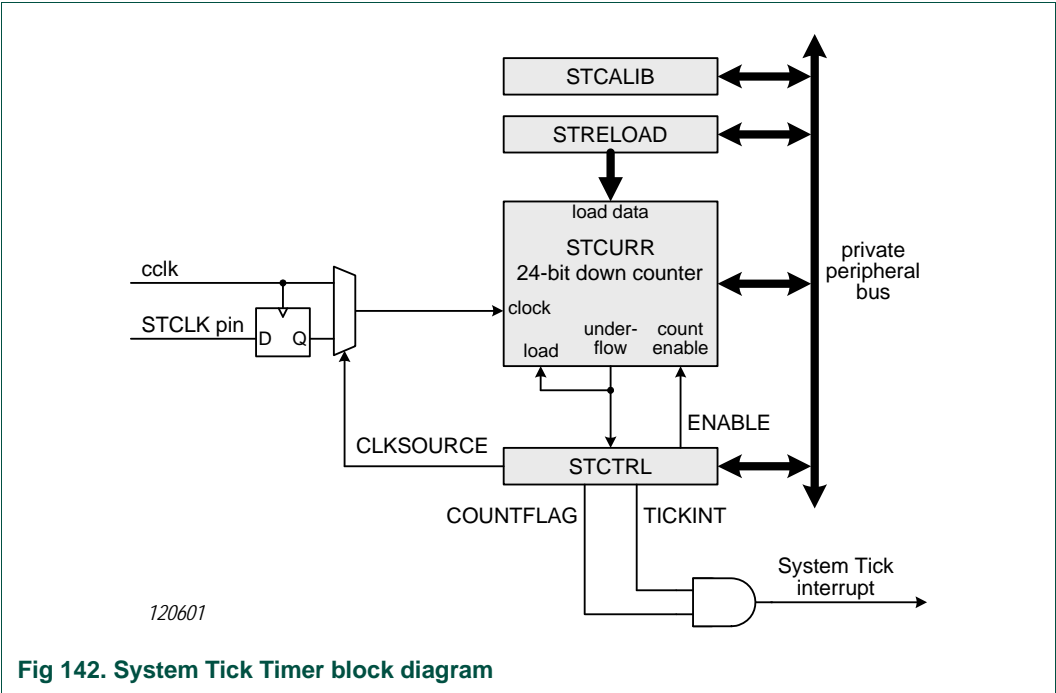 STCALIB
STRELOAD
load data
STCURR
24-bit down counter
private
peripheral
bus
cclk
clock
STCLK pin
D Q
under-
flow
count
enable
load
ENABLE
CLKSOURCE
STCTRL
COUNTFLAG
TICKINT
System Tick
interrupt
120601
Fig 142. System Tick Timer block diagram